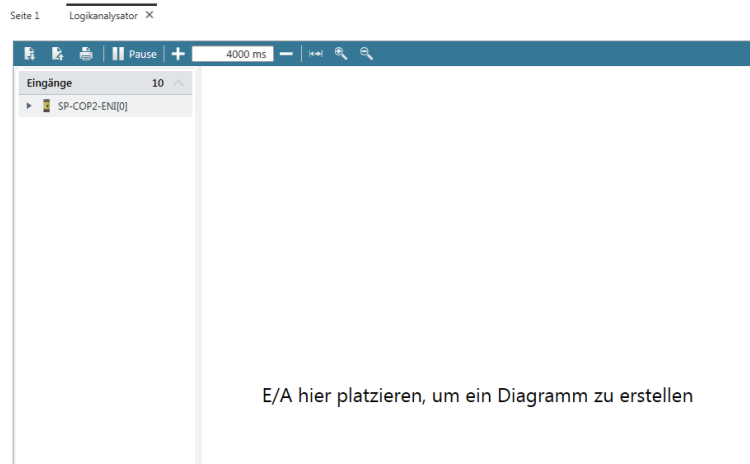 Seite 1 Logikanalysator
Pause 4000 ms
Eingänge 10
SP-COP2-ENI[0]
E/A hier platzieren, um ein Diagramm zu erstellen